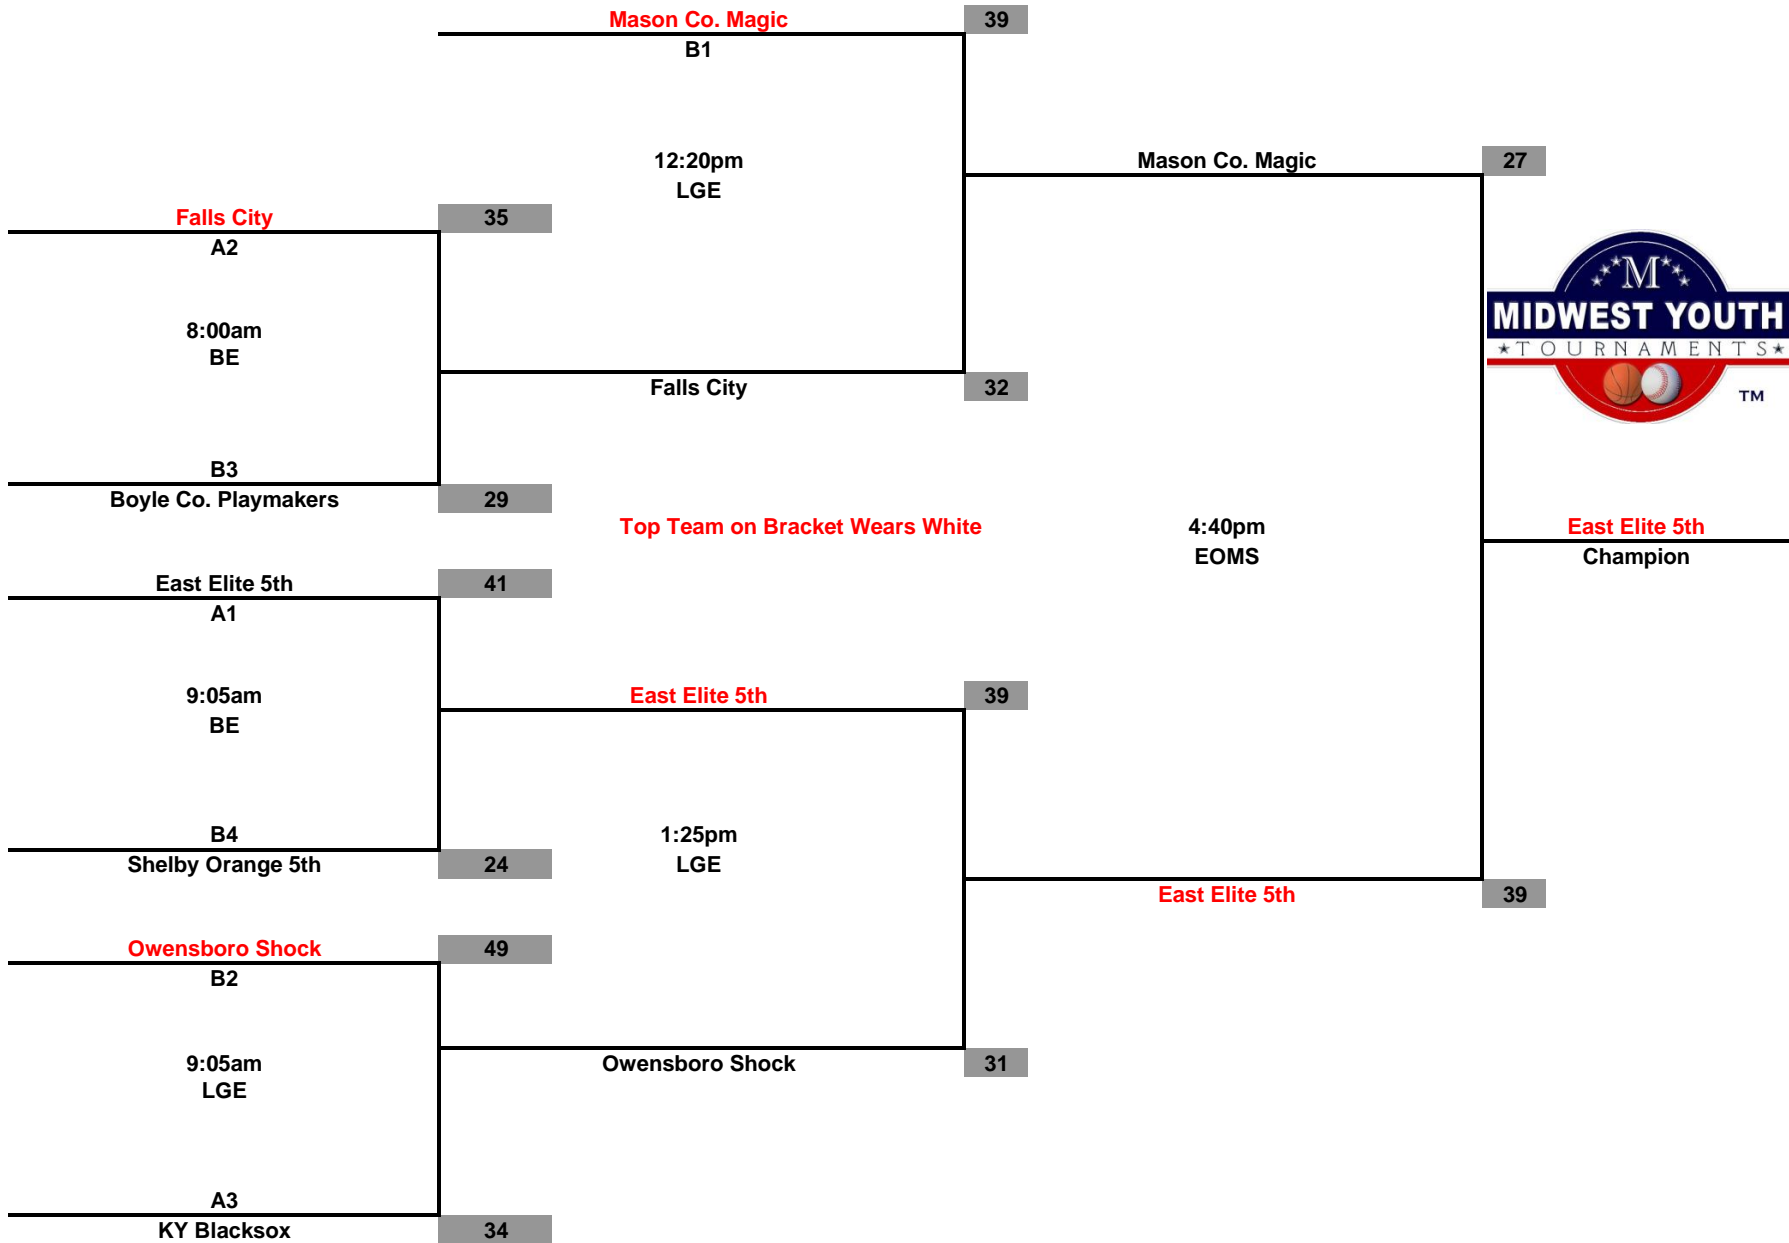 Mason Co. Magic 39
B1
12:20pm
LGE
Mason Co. Magic 27
Falls City 35
A2
8:00am
BE
M
MIDWEST YOUTH
TOURNAMENTS
TM
Falls City 32
B3
Boyle Co. Playmakers 29
Top Team on Bracket Wears White
4:40pm
EOMS
East Elite 5th
Champion
East Elite 5th 41
A1
9:05am
BE
East Elite 5th 39
B4
Shelby Orange 5th 24
1:25pm
LGE
East Elite 5th 39
Owensboro Shock 49
B2
9:05am
LGE
Owensboro Shock 31
A3
KY Blacksox 34